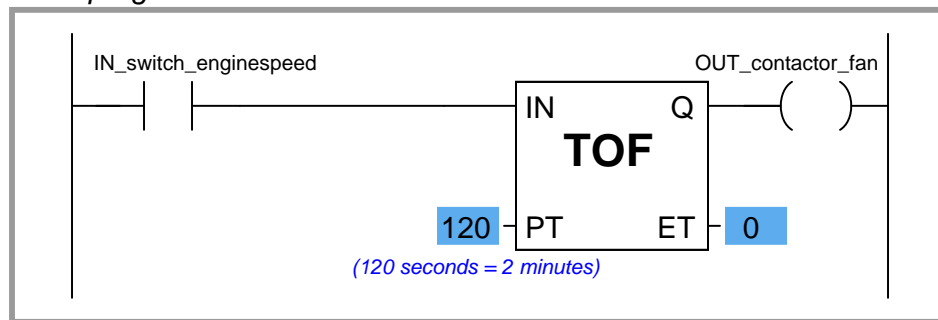 IN_switch_enginespeed
OUT_contactor_fan
IN Q
TOF
120 PT ET 0
(120 seconds = 2 minutes)